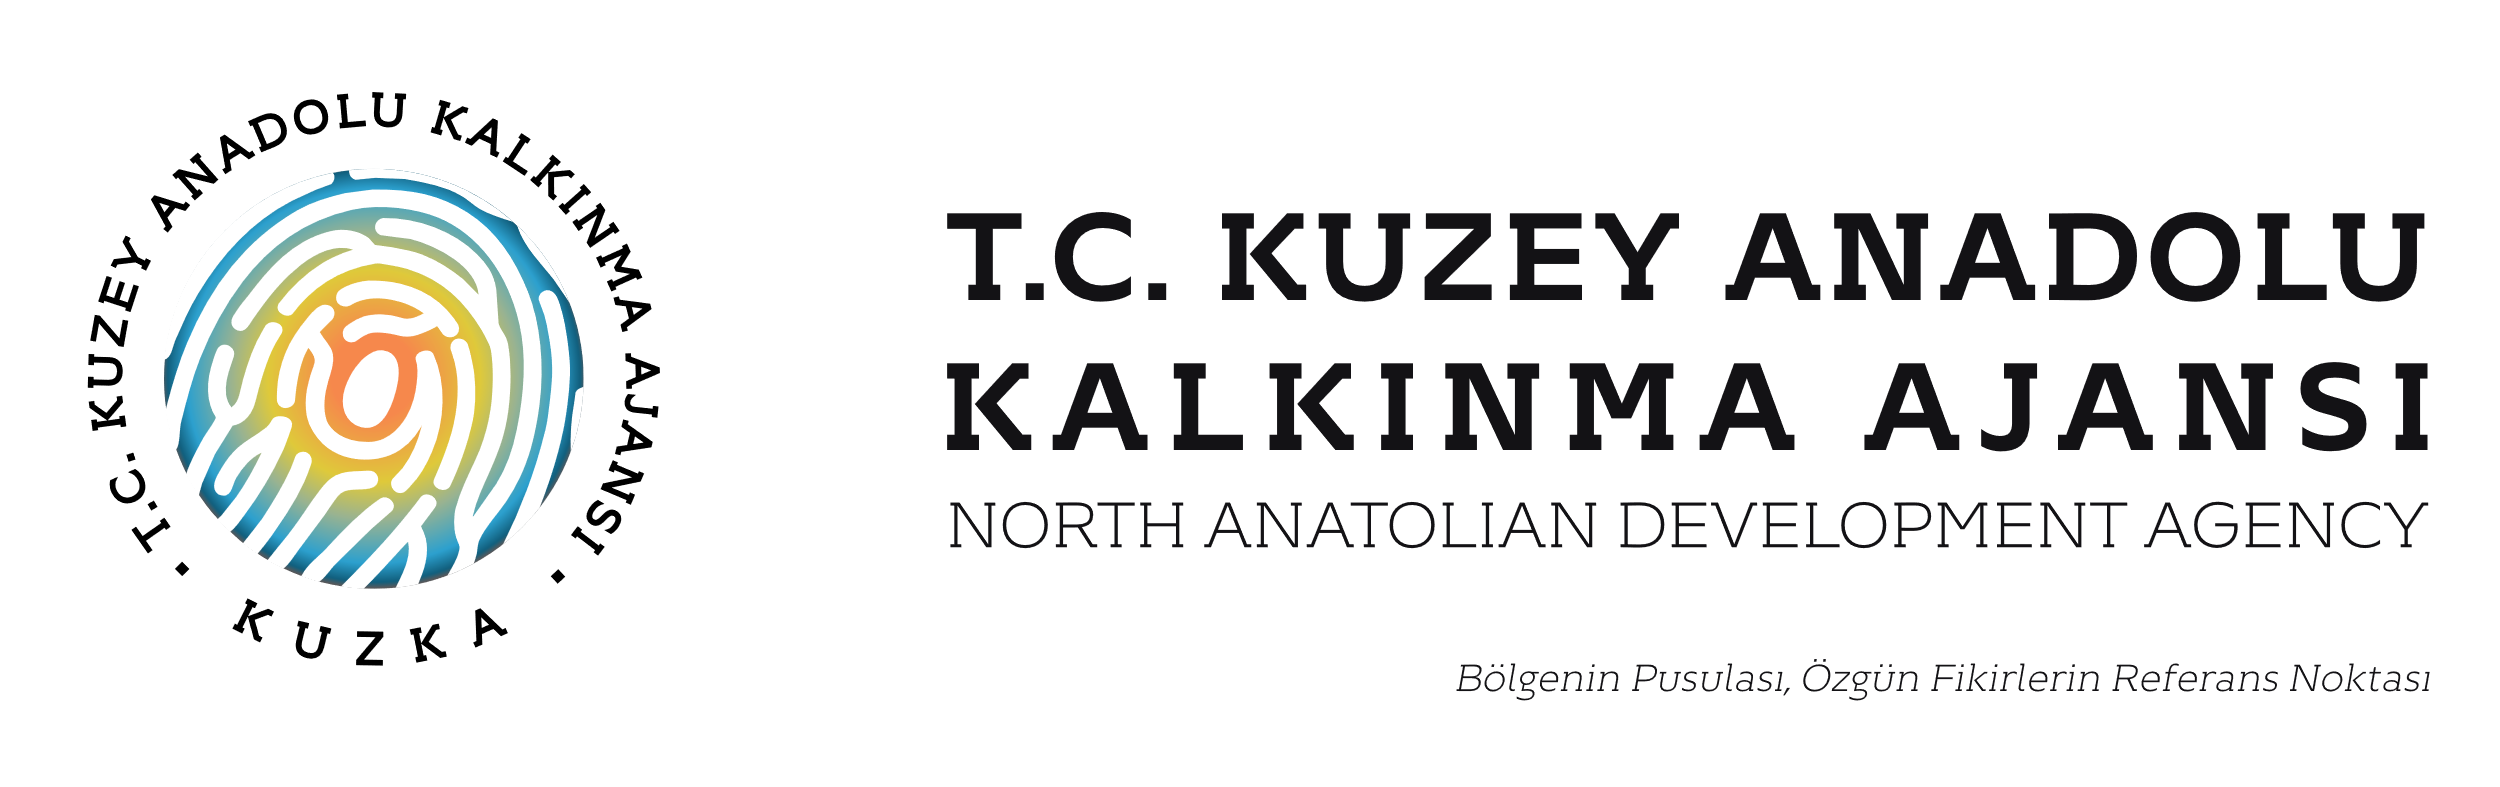 T.C. KUZEY ANADOLU KALKINMA AJANSI
• KUZKA •
T.C. KUZEY ANADOLU
KALKINMA AJANSI
NORTH ANATOLIAN DEVELOPMENT AGENCY
Bölgenin Pusulası, Özgün Fikirlerin Referans Noktası